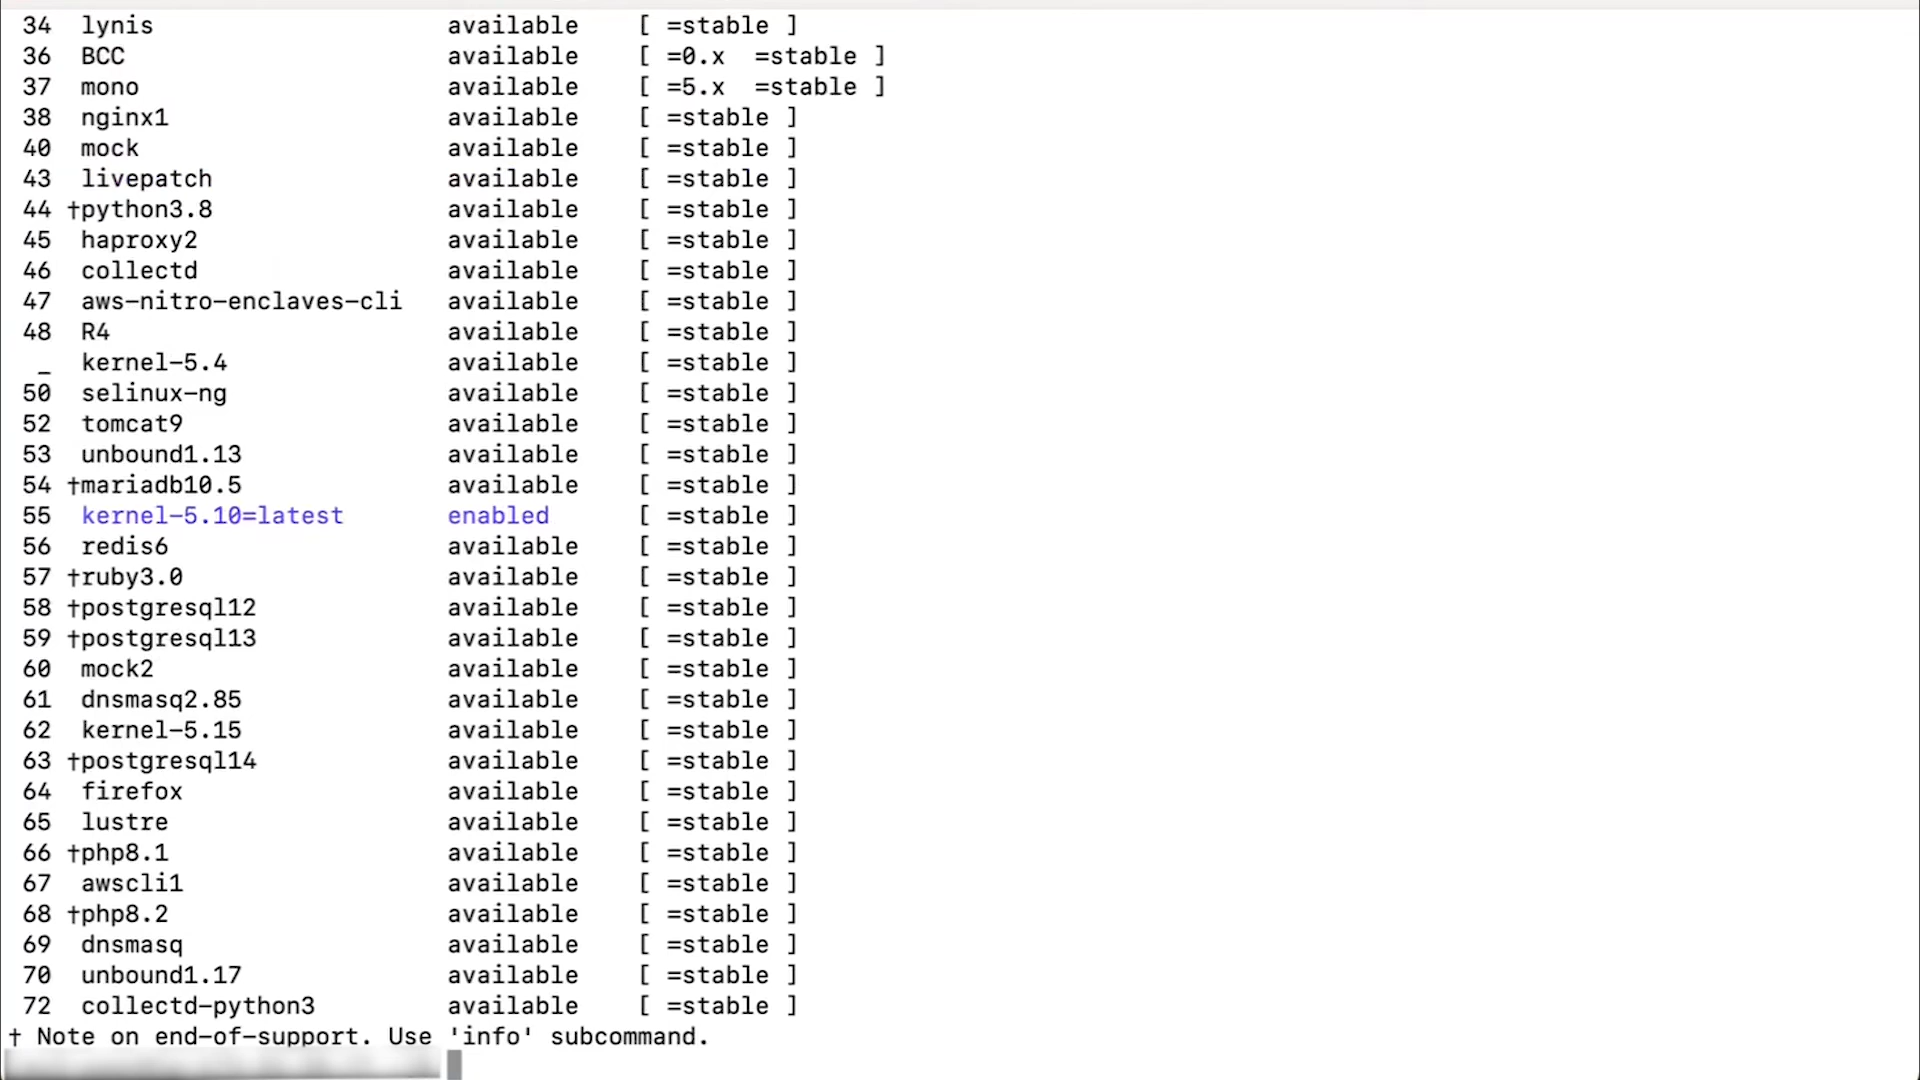 34 lynis available [ =stable ]
36 BCC available [ =0.x =stable ]
37 mono available [ =5.x =stable ]
38 nginx1 available [ =stable ]
40 mock available [ =stable ]
43 livepatch available [ =stable ]
44 †python3.8 available [ =stable ]
45 haproxy2 available [ =stable ]
46 collectd available [ =stable ]
47 aws-nitro-enclaves-cli available [ =stable ]
48 R4 available [ =stable ]
_ kernel-5.4 available [ =stable ]
50 selinux-ng available [ =stable ]
52 tomcat9 available [ =stable ]
53 unbound1.13 available [ =stable ]
54 †mariadb10.5 available [ =stable ]
55 kernel-5.10=latest enabled [ =stable ]
56 redis6 available [ =stable ]
57 †ruby3.0 available [ =stable ]
58 †postgresql12 available [ =stable ]
59 †postgresql13 available [ =stable ]
60 mock2 available [ =stable ]
61 dnsmasq2.85 available [ =stable ]
62 kernel-5.15 available [ =stable ]
63 †postgresql14 available [ =stable ]
64 firefox available [ =stable ]
65 lustre available [ =stable ]
66 †php8.1 available [ =stable ]
67 awscli1 available [ =stable ]
68 †php8.2 available [ =stable ]
69 dnsmasq available [ =stable ]
70 unbound1.17 available [ =stable ]
72 collectd-python3 available [ =stable ]
† Note on end-of-support. Use 'info' subcommand.